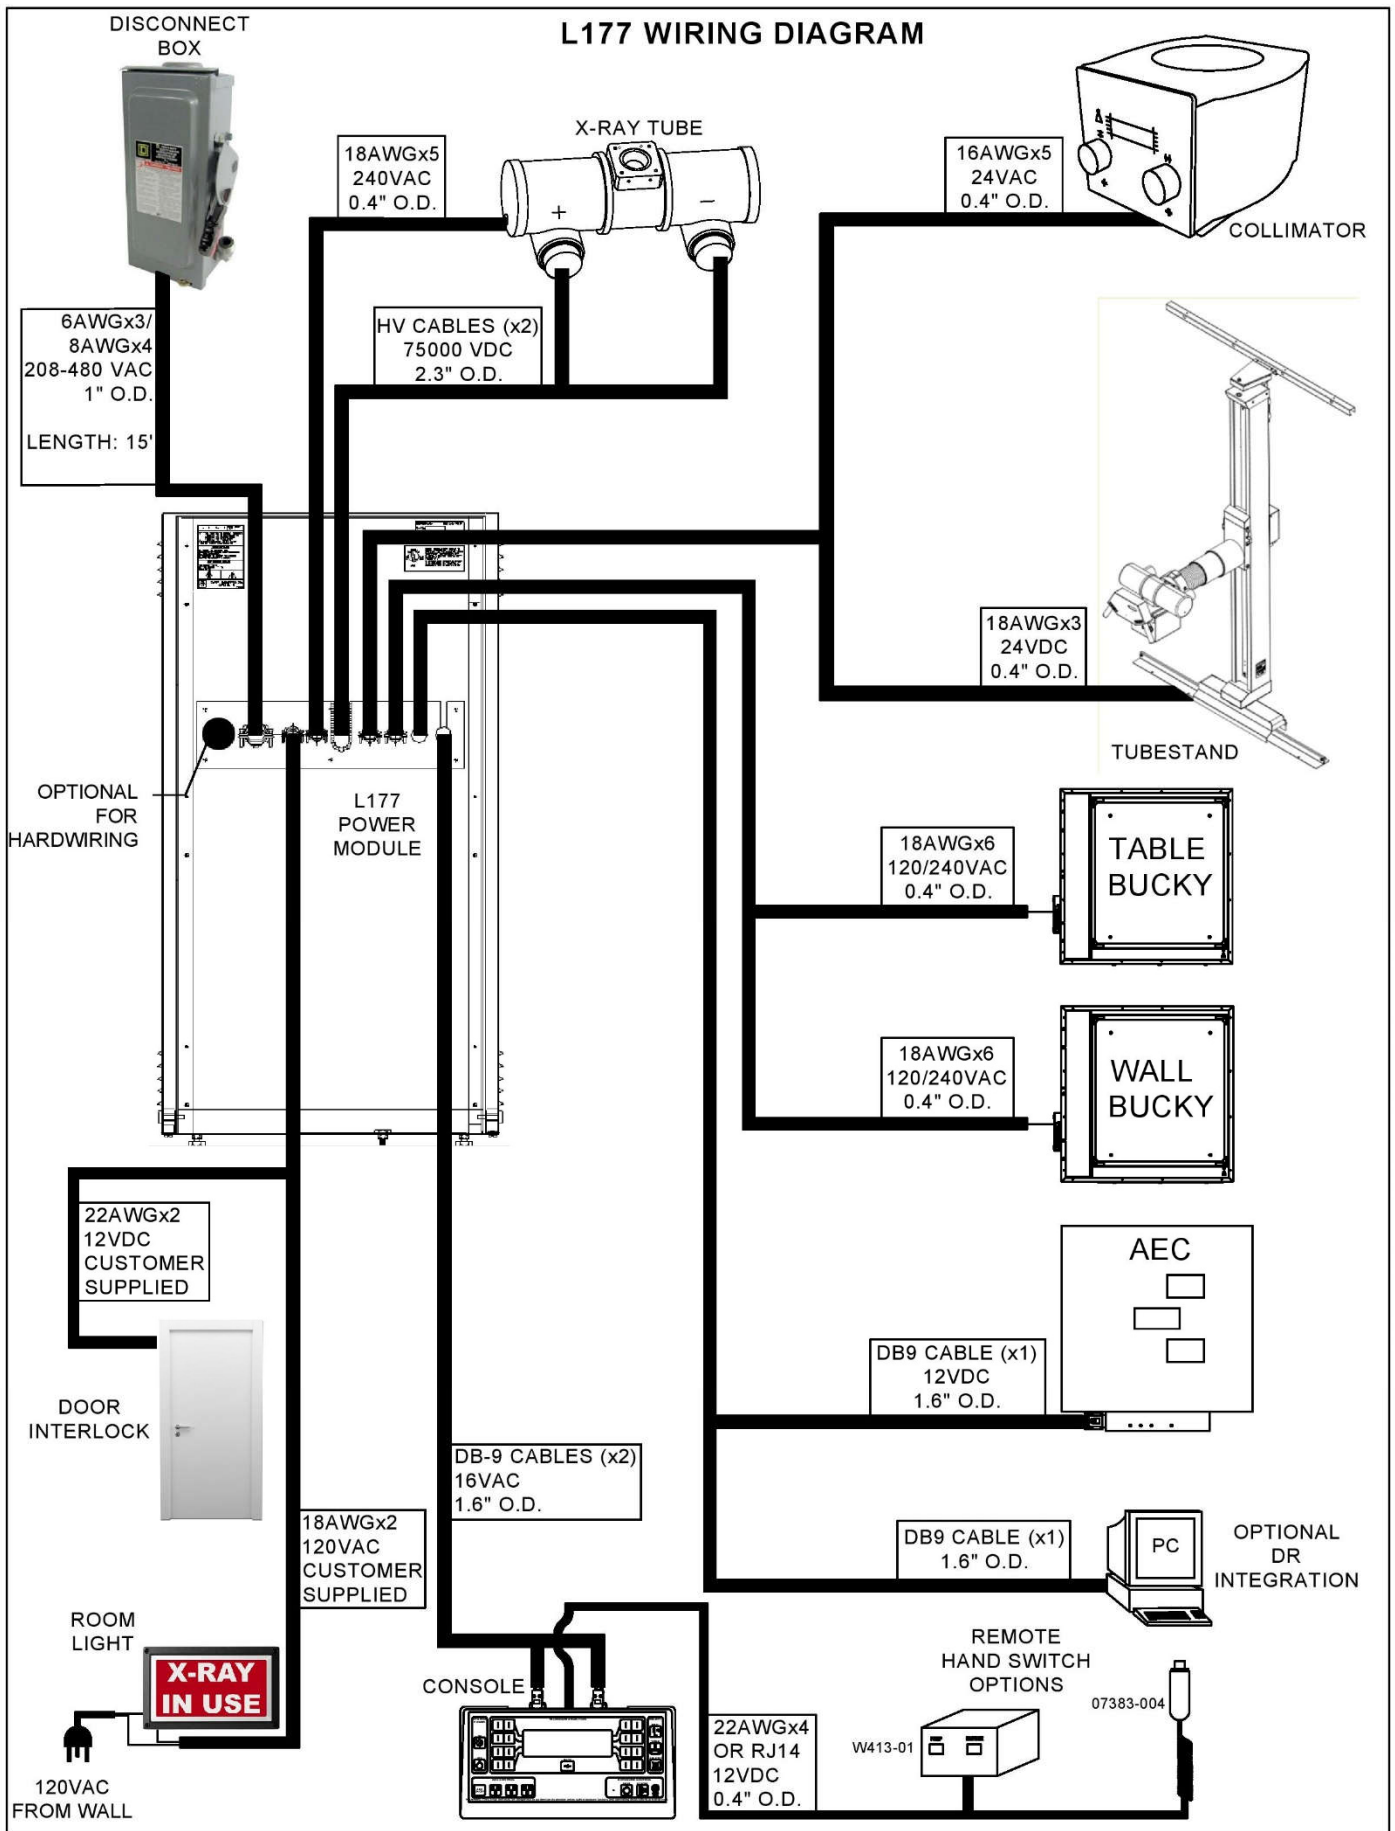 L177 WIRING DIAGRAM
DISCONNECT
BOX
X-RAY TUBE
+
−
18AWGx5
240VAC
0.4" O.D.
16AWGx5
24VAC
0.4" O.D.
COLLIMATOR
6AWGx3/
8AWGx4
208-480 VAC
1" O.D.
LENGTH: 15'
HV CABLES (x2)
75000 VDC
2.3" O.D.
18AWGx3
24VDC
0.4" O.D.
TUBESTAND
OPTIONAL
FOR
HARDWIRING
L177
POWER
MODULE
18AWGx6
120/240VAC
0.4" O.D.
TABLE
BUCKY
18AWGx6
120/240VAC
0.4" O.D.
WALL
BUCKY
22AWGx2
12VDC
CUSTOMER
SUPPLIED
AEC
DB9 CABLE (x1)
12VDC
1.6" O.D.
DOOR
INTERLOCK
DB-9 CABLES (x2)
16VAC
1.6" O.D.
18AWGx2
120VAC
CUSTOMER
SUPPLIED
DB9 CABLE (x1)
1.6" O.D.
PC
OPTIONAL
DR
INTEGRATION
ROOM
LIGHT
X-RAY
IN USE
120VAC
FROM WALL
CONSOLE
22AWGx4
OR RJ14
12VDC
0.4" O.D.
REMOTE
HAND SWITCH
OPTIONS
W413-01
07383-004